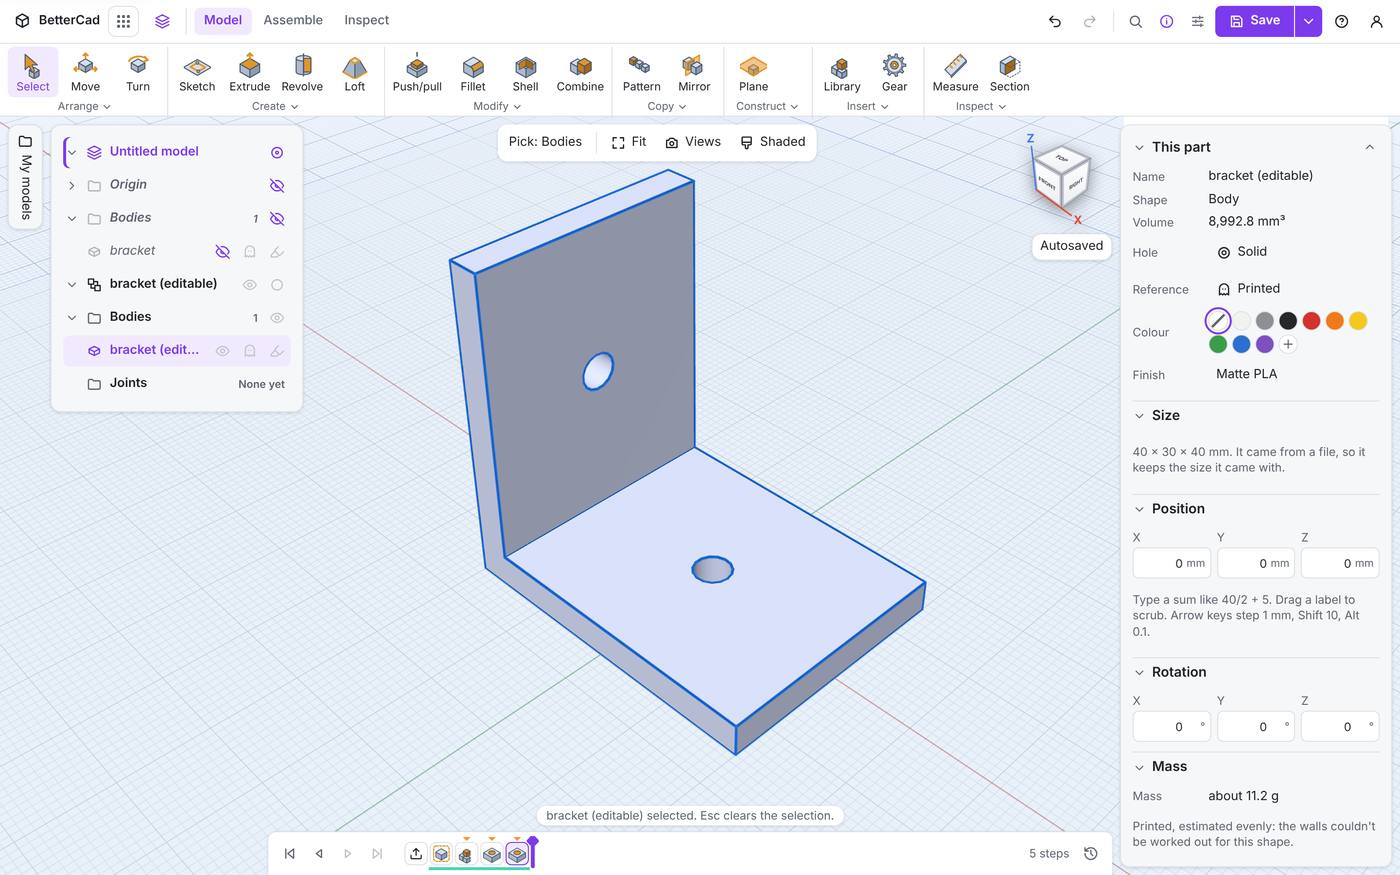 BetterCad
Model
Assemble
Inspect
Save
Select
Move
Turn
Sketch
Extrude
Revolve
Loft
Push/pull
Fillet
Shell
Combine
Pattern
Mirror
Plane
Library
Gear
Measure
Section
Arrange
Create
Modify
Copy
Construct
Insert
Inspect
My models
Untitled model
Origin
Bodies 1
bracket
bracket (editable)
Bodies 1
bracket (edit...
Joints None yet
Pick: Bodies
Fit
Views
Shaded
Z
TOP
FRONT
RIGHT
X
Autosaved
This part
Name bracket (editable)
Shape Body
Volume 8,992.8 mm³
Hole Solid
Reference Printed
Colour
Finish Matte PLA
Size
40 × 30 × 40 mm. It came from a file, so it
keeps the size it came with.
Position
X Y Z
0 mm 0 mm 0 mm
Type a sum like 40/2 + 5. Drag a label to
scrub. Arrow keys step 1 mm, Shift 10, Alt
0.1.
Rotation
X Y Z
0 ° 0 ° 0 °
Mass
Mass about 11.2 g
Printed, estimated evenly: the walls couldn't
be worked out for this shape.
bracket (editable) selected. Esc clears the selection.
5 steps